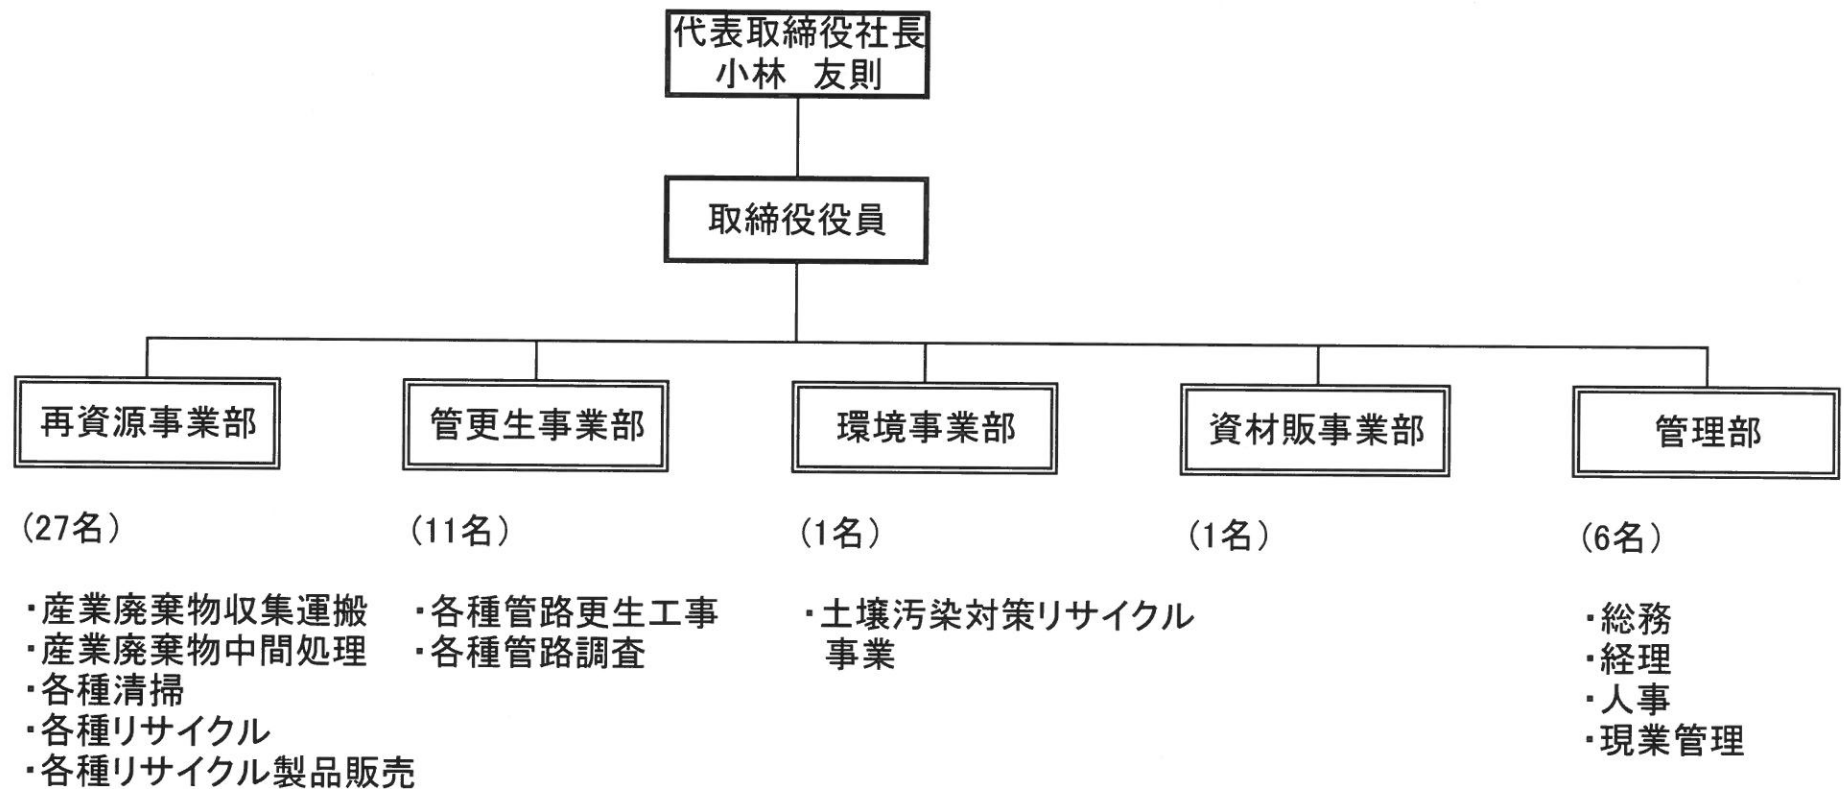 代表取締役社長
小林 友則
取締役役員
再資源事業部
管更生事業部
環境事業部
資材販事業部
管理部
(27名)
(11名)
(1名)
(1名)
(6名)
・産業廃棄物収集運搬
・産業廃棄物中間処理
・各種清掃
・各種リサイクル
・各種リサイクル製品販売
・各種管路更生工事
・各種管路調査
・土壌汚染対策リサイクル
事業
・総務
・経理
・人事
・現業管理